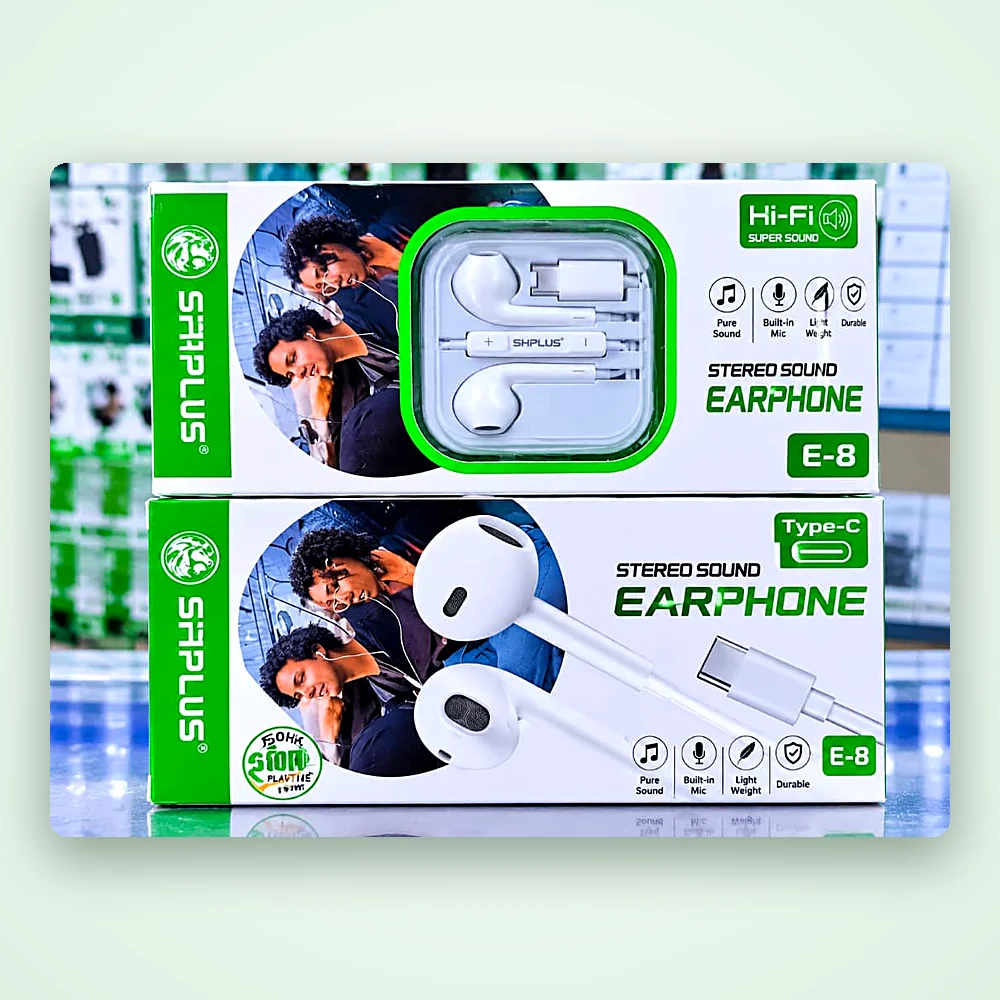 SHPLUS®
Hi-Fi
SUPER SOUND
Pure Sound
Built-in Mic
Light Weight
Durable
STEREO SOUND
EARPHONE
E-8
+ SHPLUS®
SHPLUS®
Type-C
STEREO SOUND
EARPHONE
Pure Sound
Built-in Mic
Light Weight
Durable
E-8